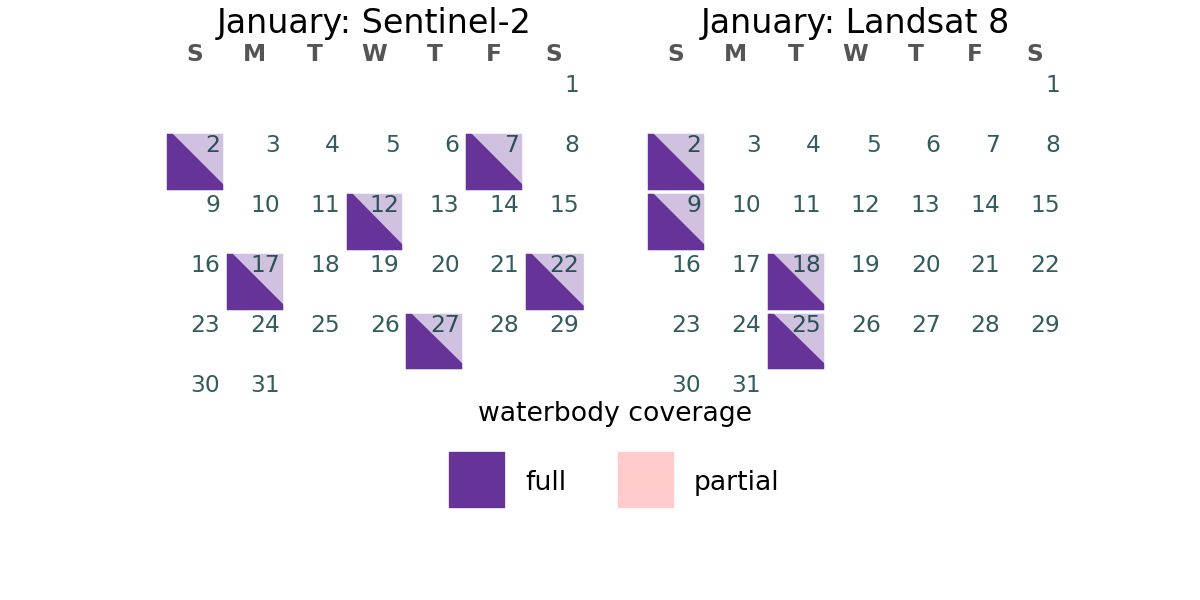 January: Sentinel-2
S M T W T F S
1
2 3 4 5 6 7 8
9 10 11 12 13 14 15
16 17 18 19 20 21 22
23 24 25 26 27 28 29
30 31
January: Landsat 8
S M T W T F S
1
2 3 4 5 6 7 8
9 10 11 12 13 14 15
16 17 18 19 20 21 22
23 24 25 26 27 28 29
30 31
waterbody coverage
full partial